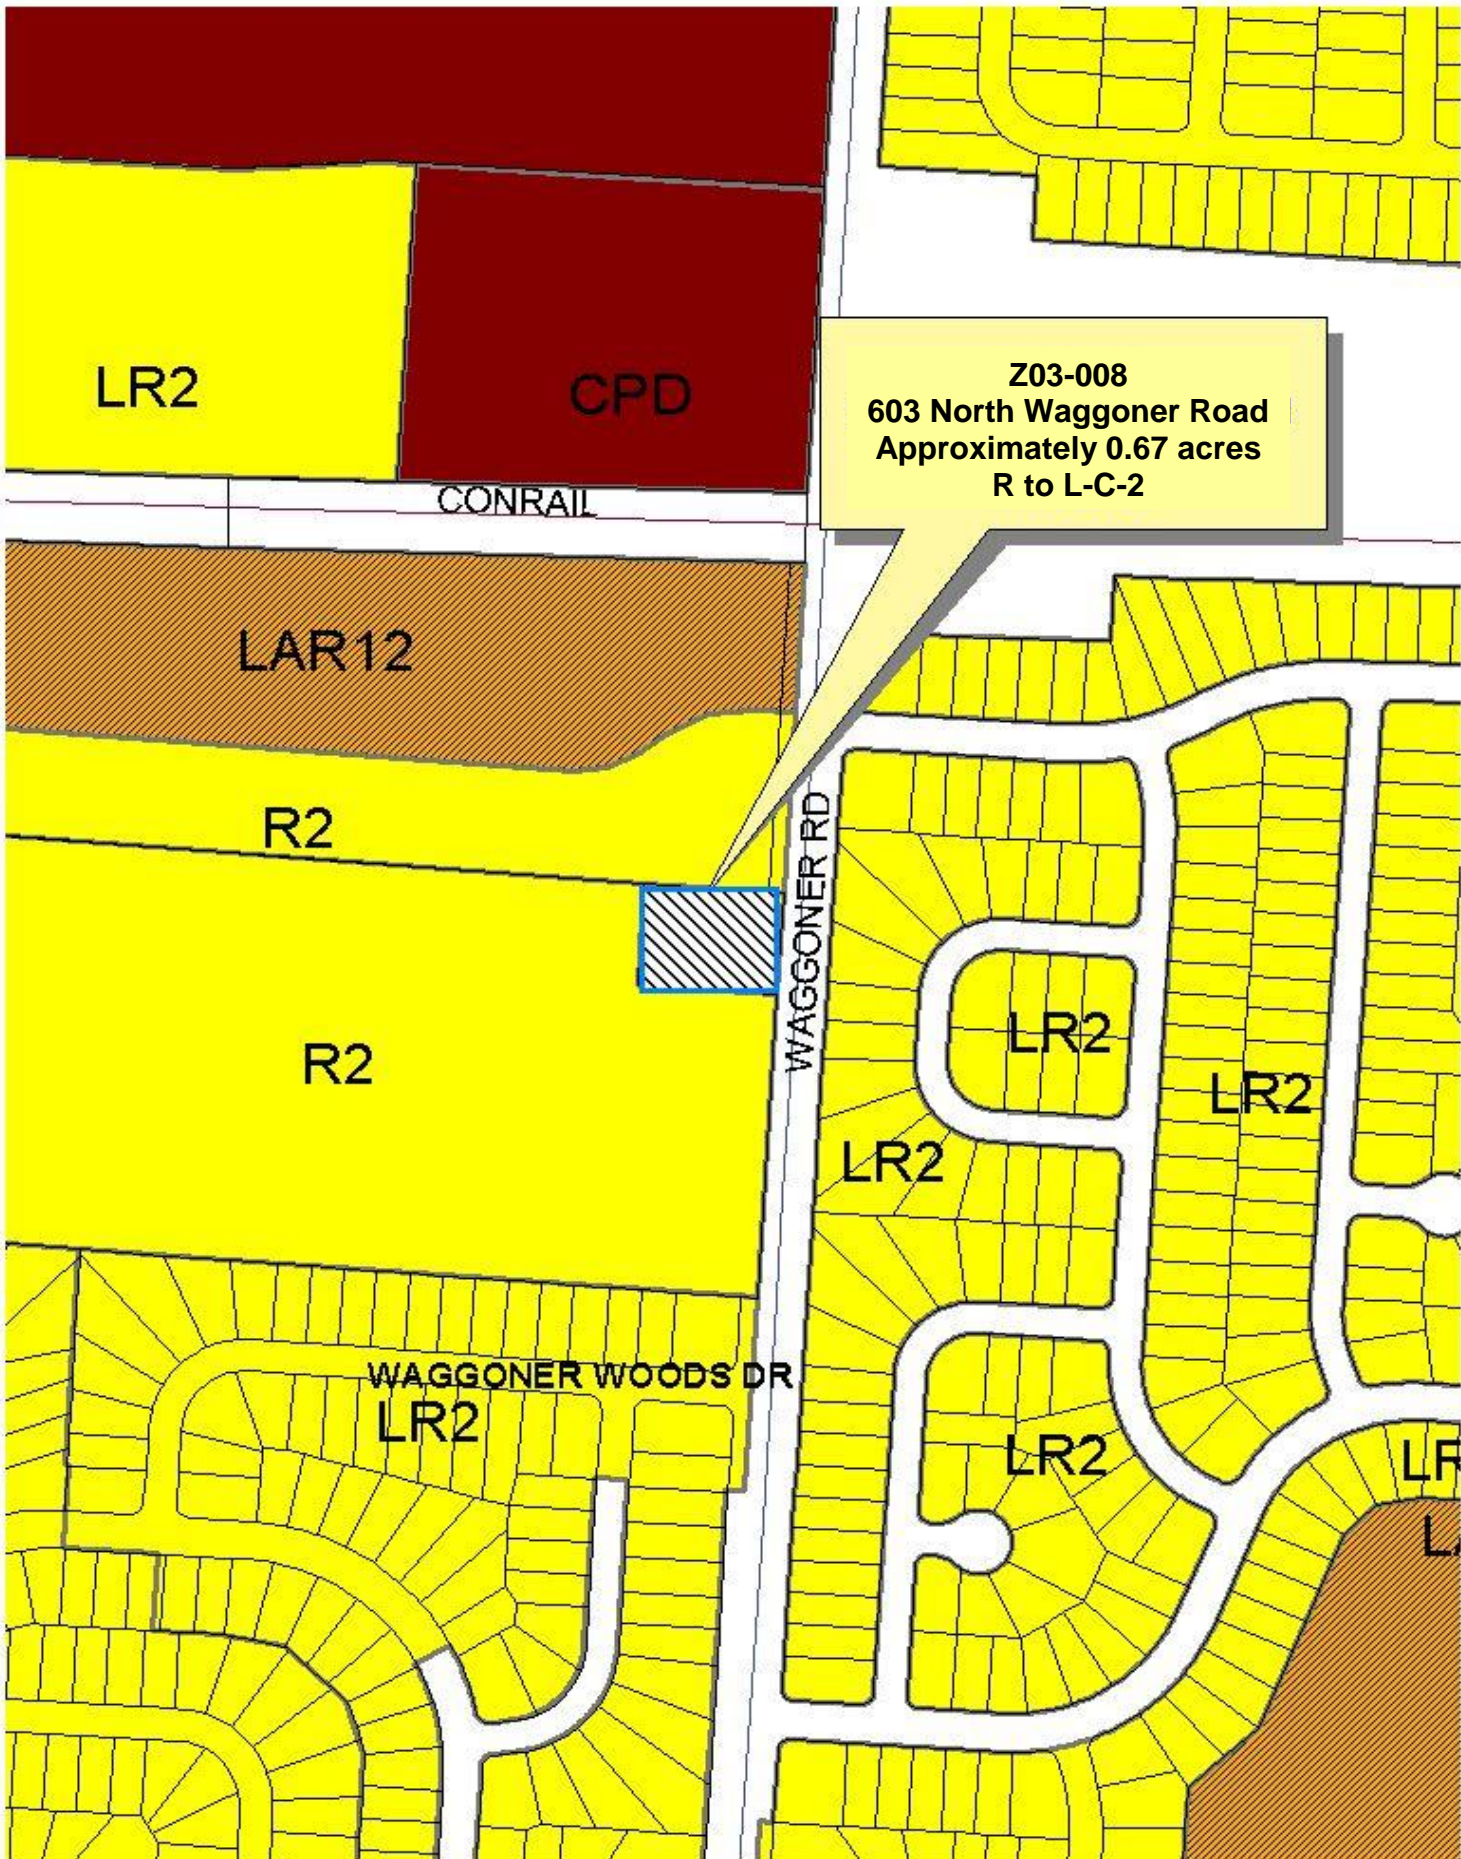 LR2
CPD
Z03-008
603 North Waggoner Road
Approximately 0.67 acres
R to L-C-2
CONRAIL
LAR12
R2
WAGGONER RD
R2
LR2
LR2
LR2
WAGGONER WOODS DR
LR2
LR2